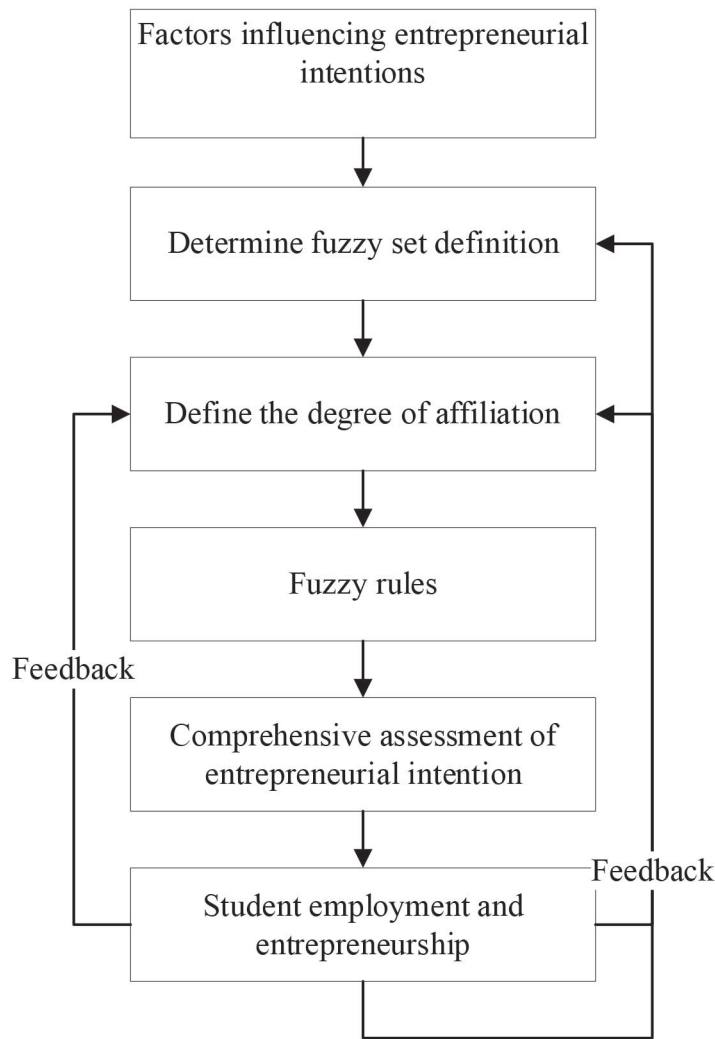 Factors influencing entrepreneurial
intentions
Determine fuzzy set definition
Define the degree of affiliation
Fuzzy rules
Feedback
Comprehensive assessment of
entrepreneurial intention
Feedback
Student employment and
entrepreneurship